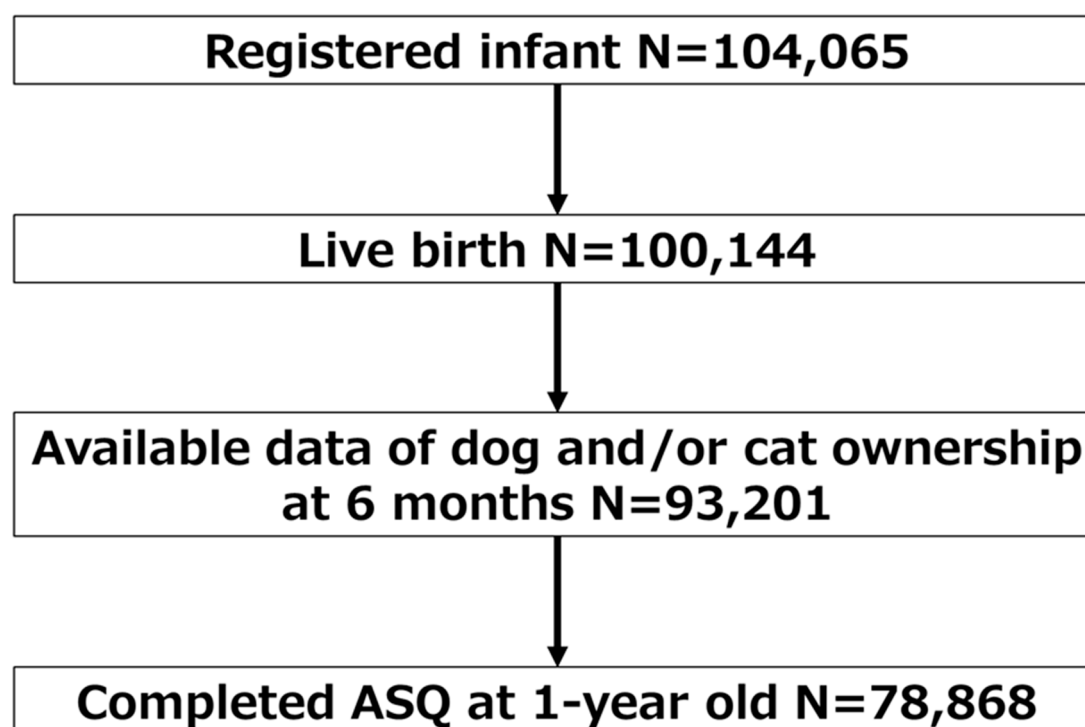 Registered infant N=104,065
Live birth N=100,144
Available data of dog and/or cat ownership
at 6 months N=93,201
Completed ASQ at 1-year old N=78,868